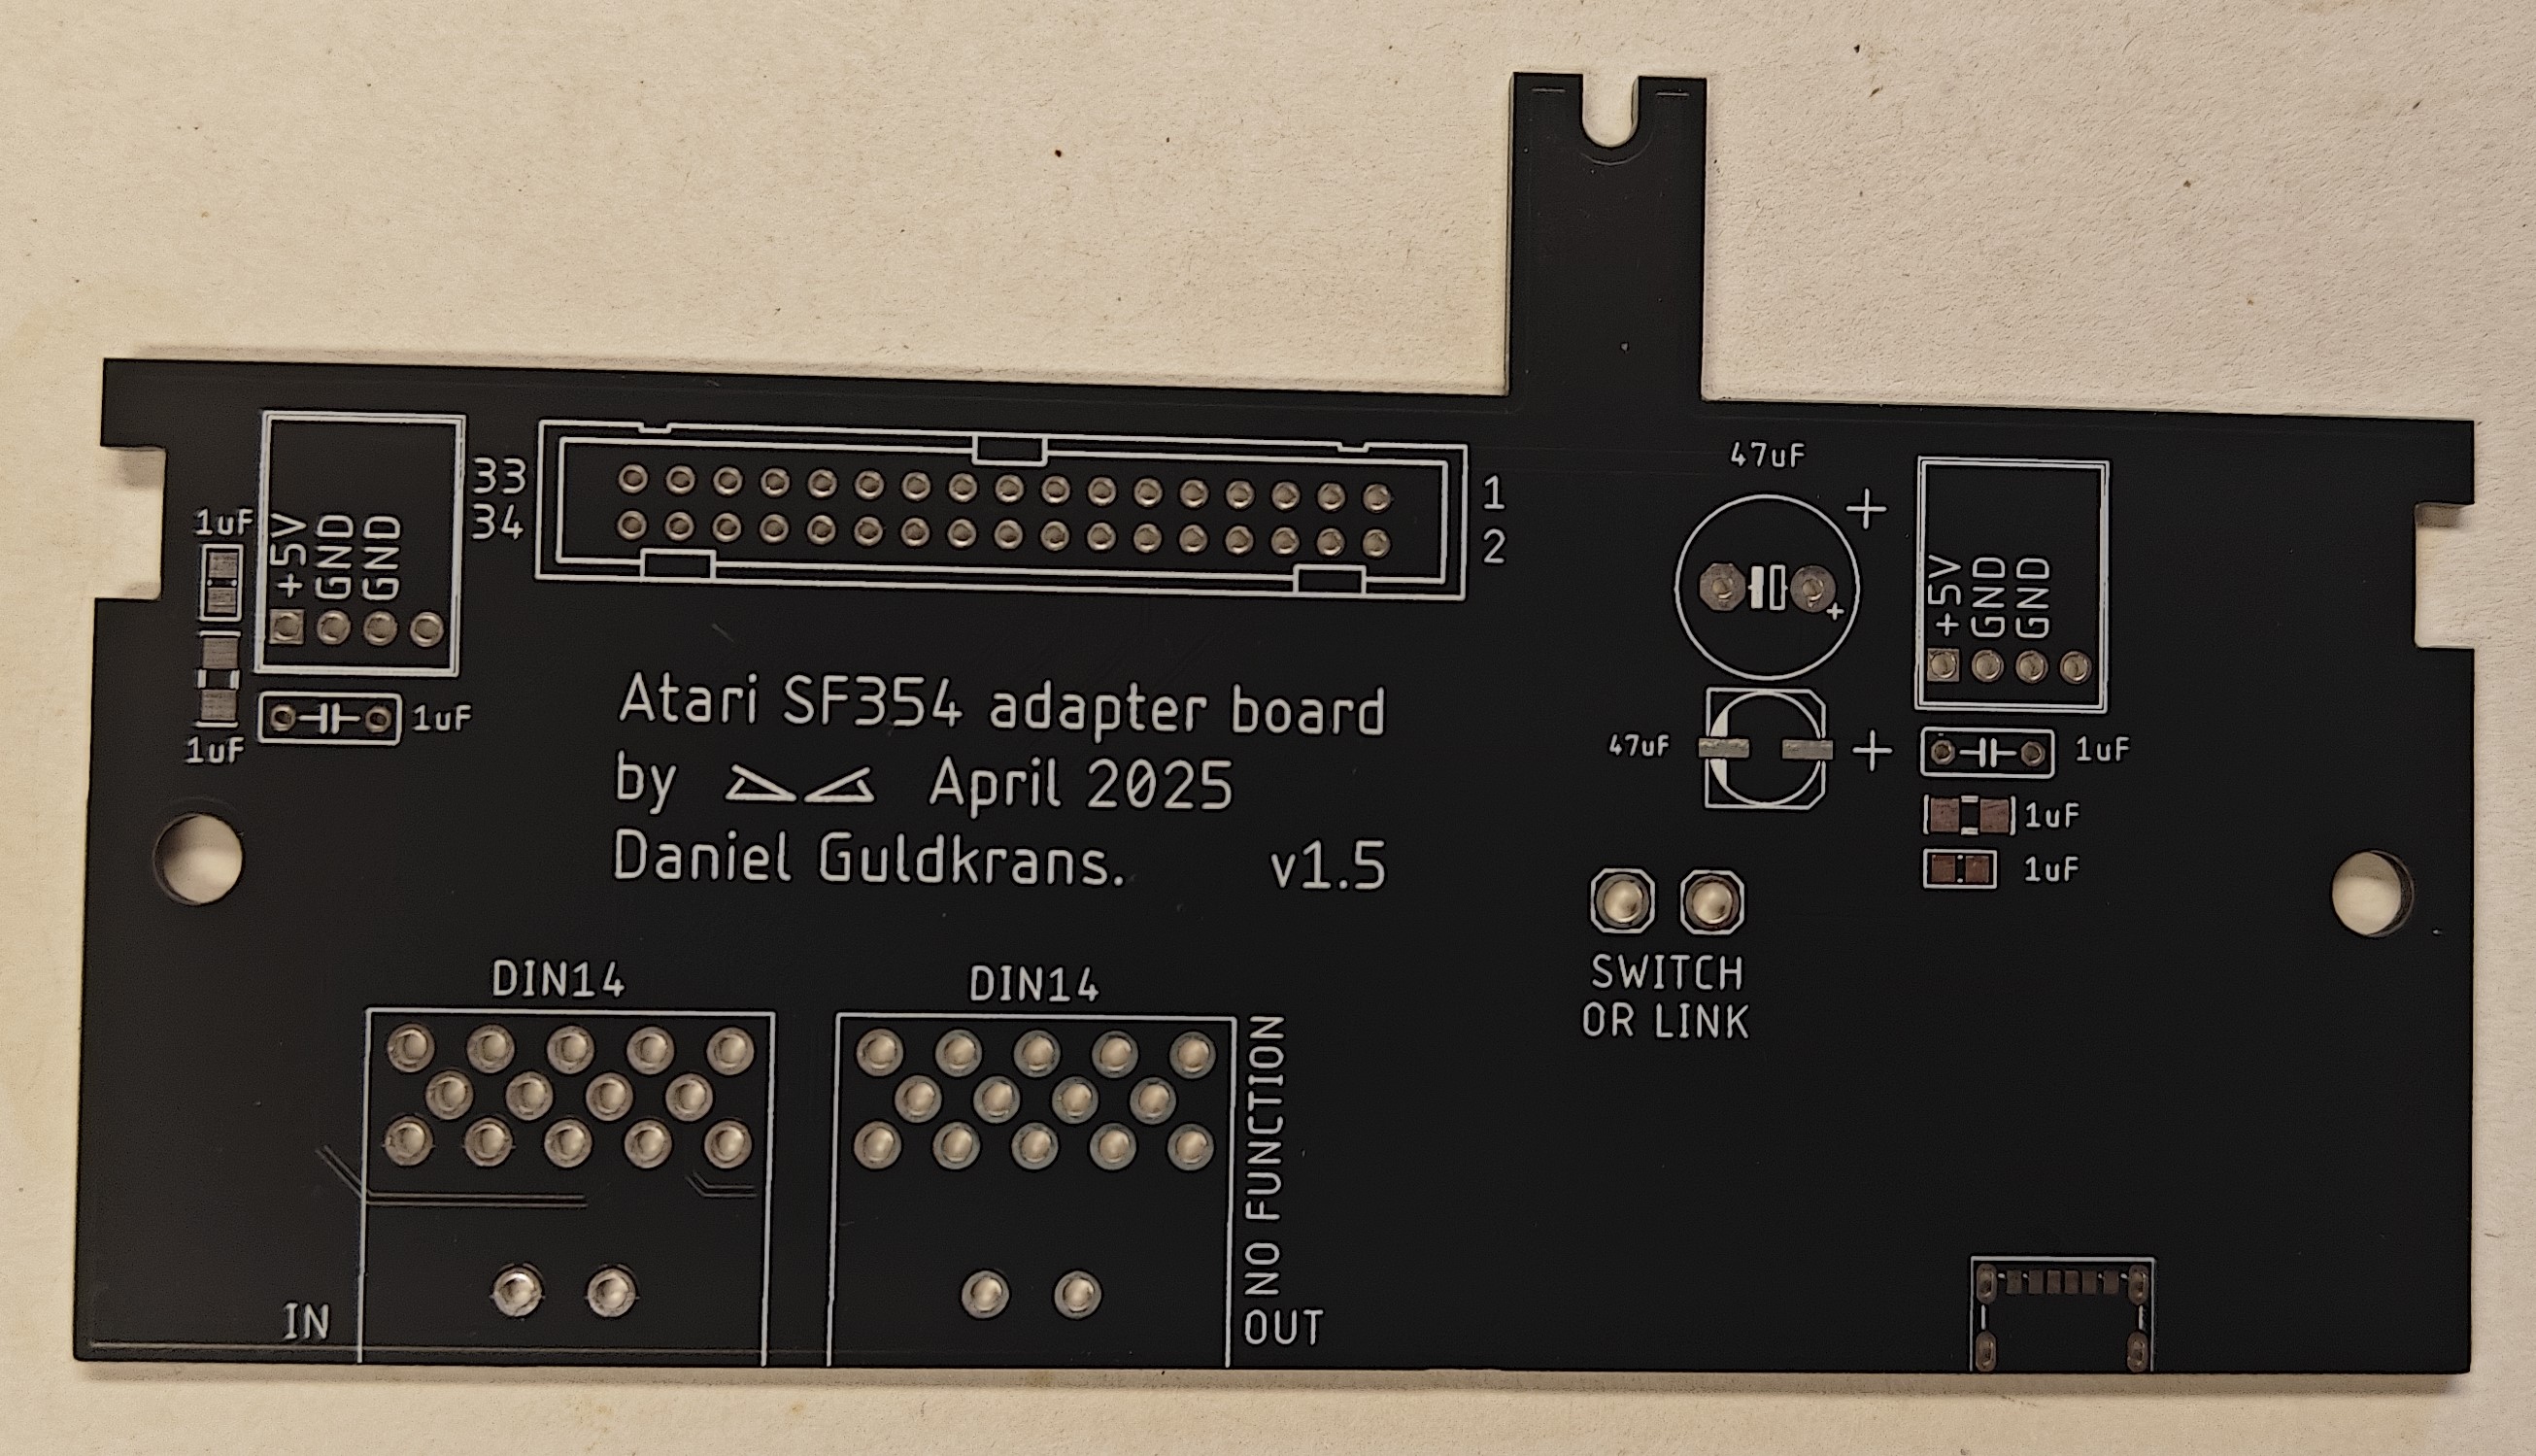 47uF
+
33
34
1
2
1uF
+5V
GND
GND
+5V
GND
GND
+
1uF
1uF
Atari SF354 adapter board
by April 2025
Daniel Guldkrans. v1.5
47uF
+
1uF
1uF
1uF
SWITCH
OR LINK
DIN14
DIN14
NO FUNCTION
IN
OUT